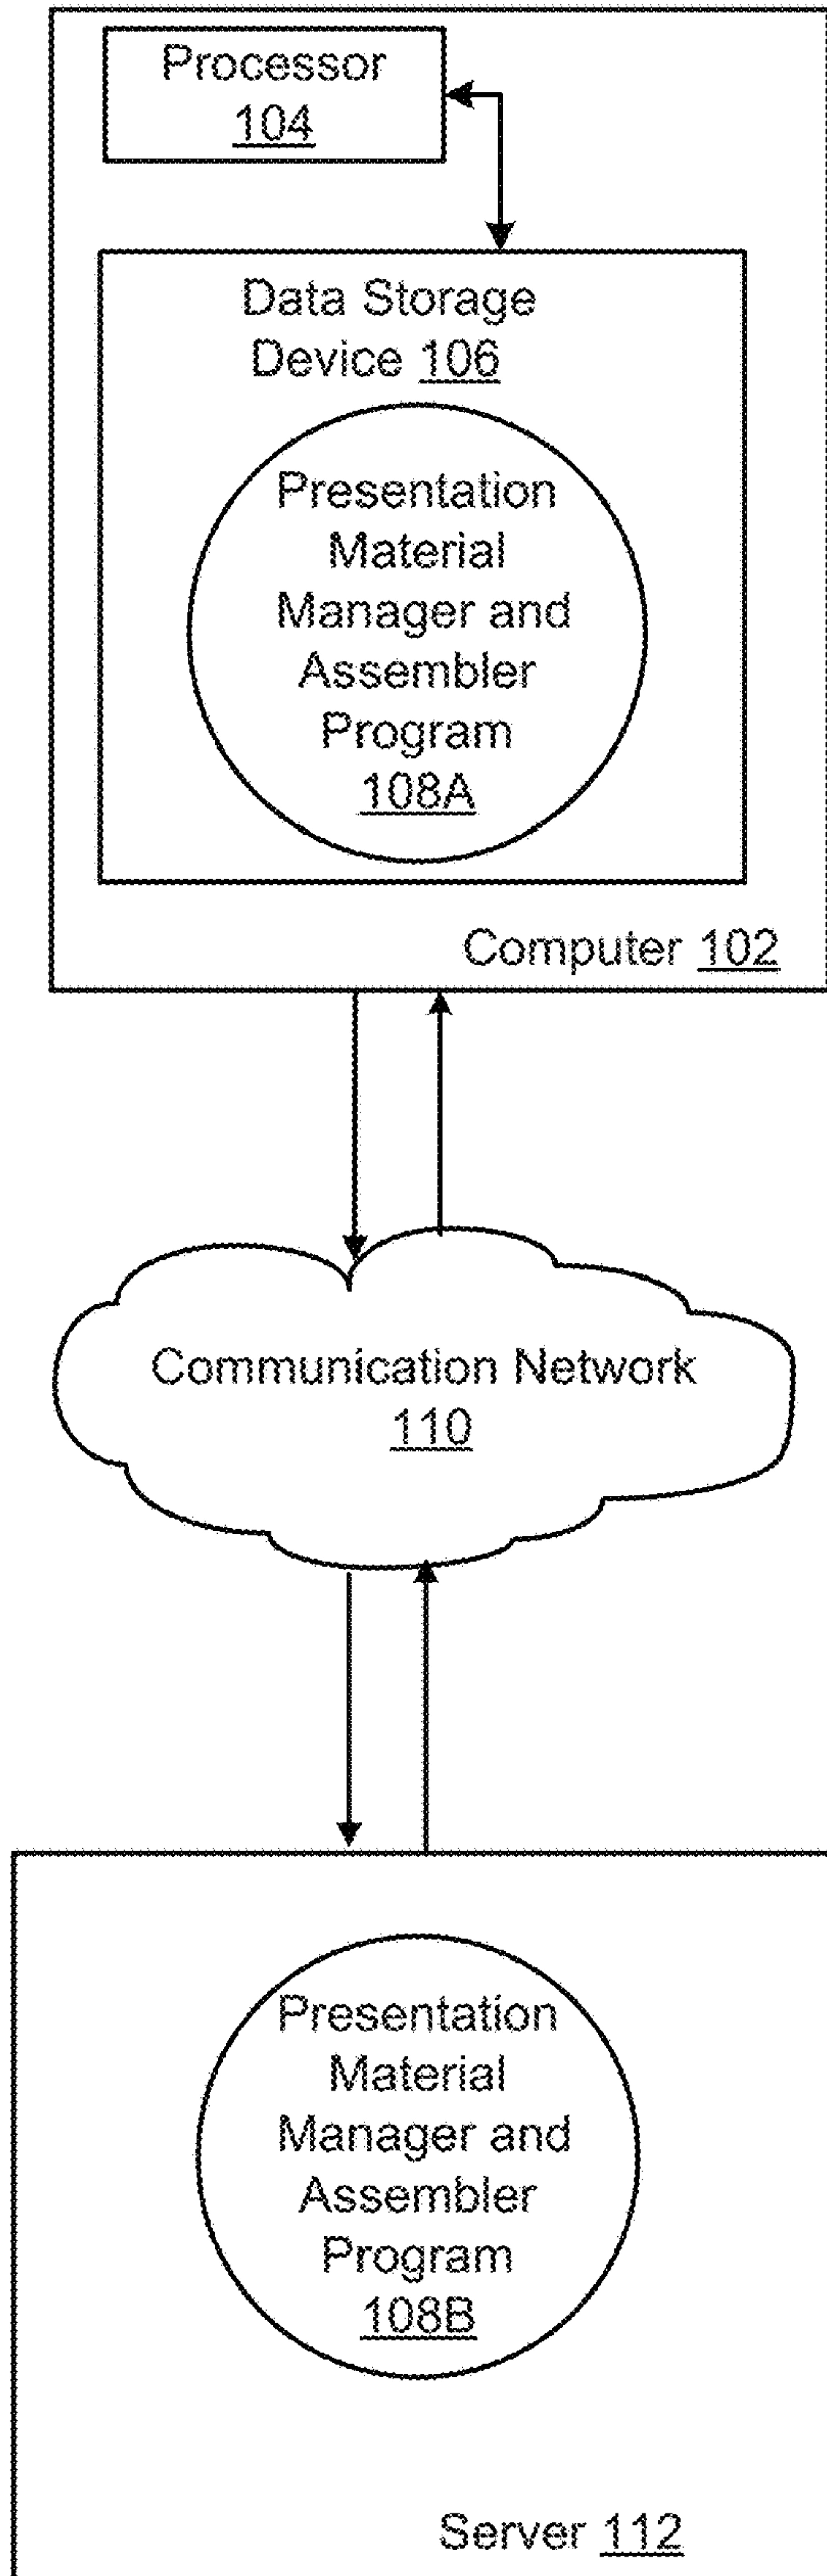 Processor
104
Data Storage
Device 106
Presentation
Material
Manager and
Assembler
Program
108A
Computer 102
Communication Network
110
Presentation
Material
Manager and
Assembler
Program
108B
Server 112